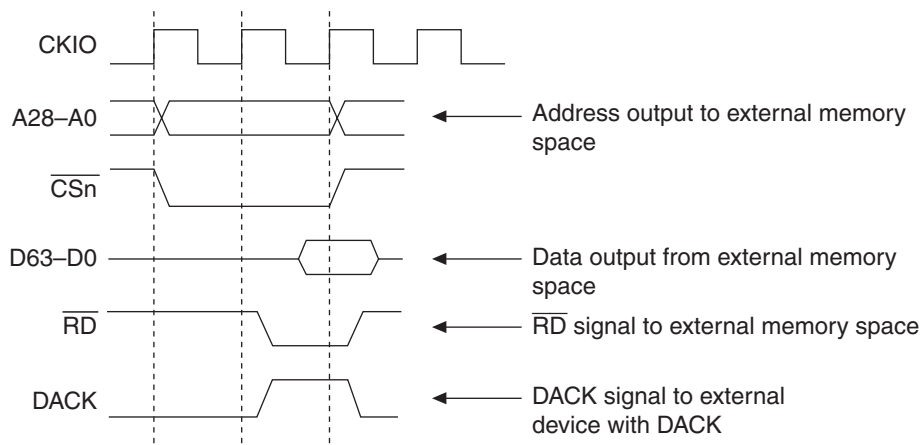 CKIO
A28–A0
Address output to external memory
space
CSn
D63–D0
Data output from external memory
space
RD
RD signal to external memory space
DACK
DACK signal to external
device with DACK